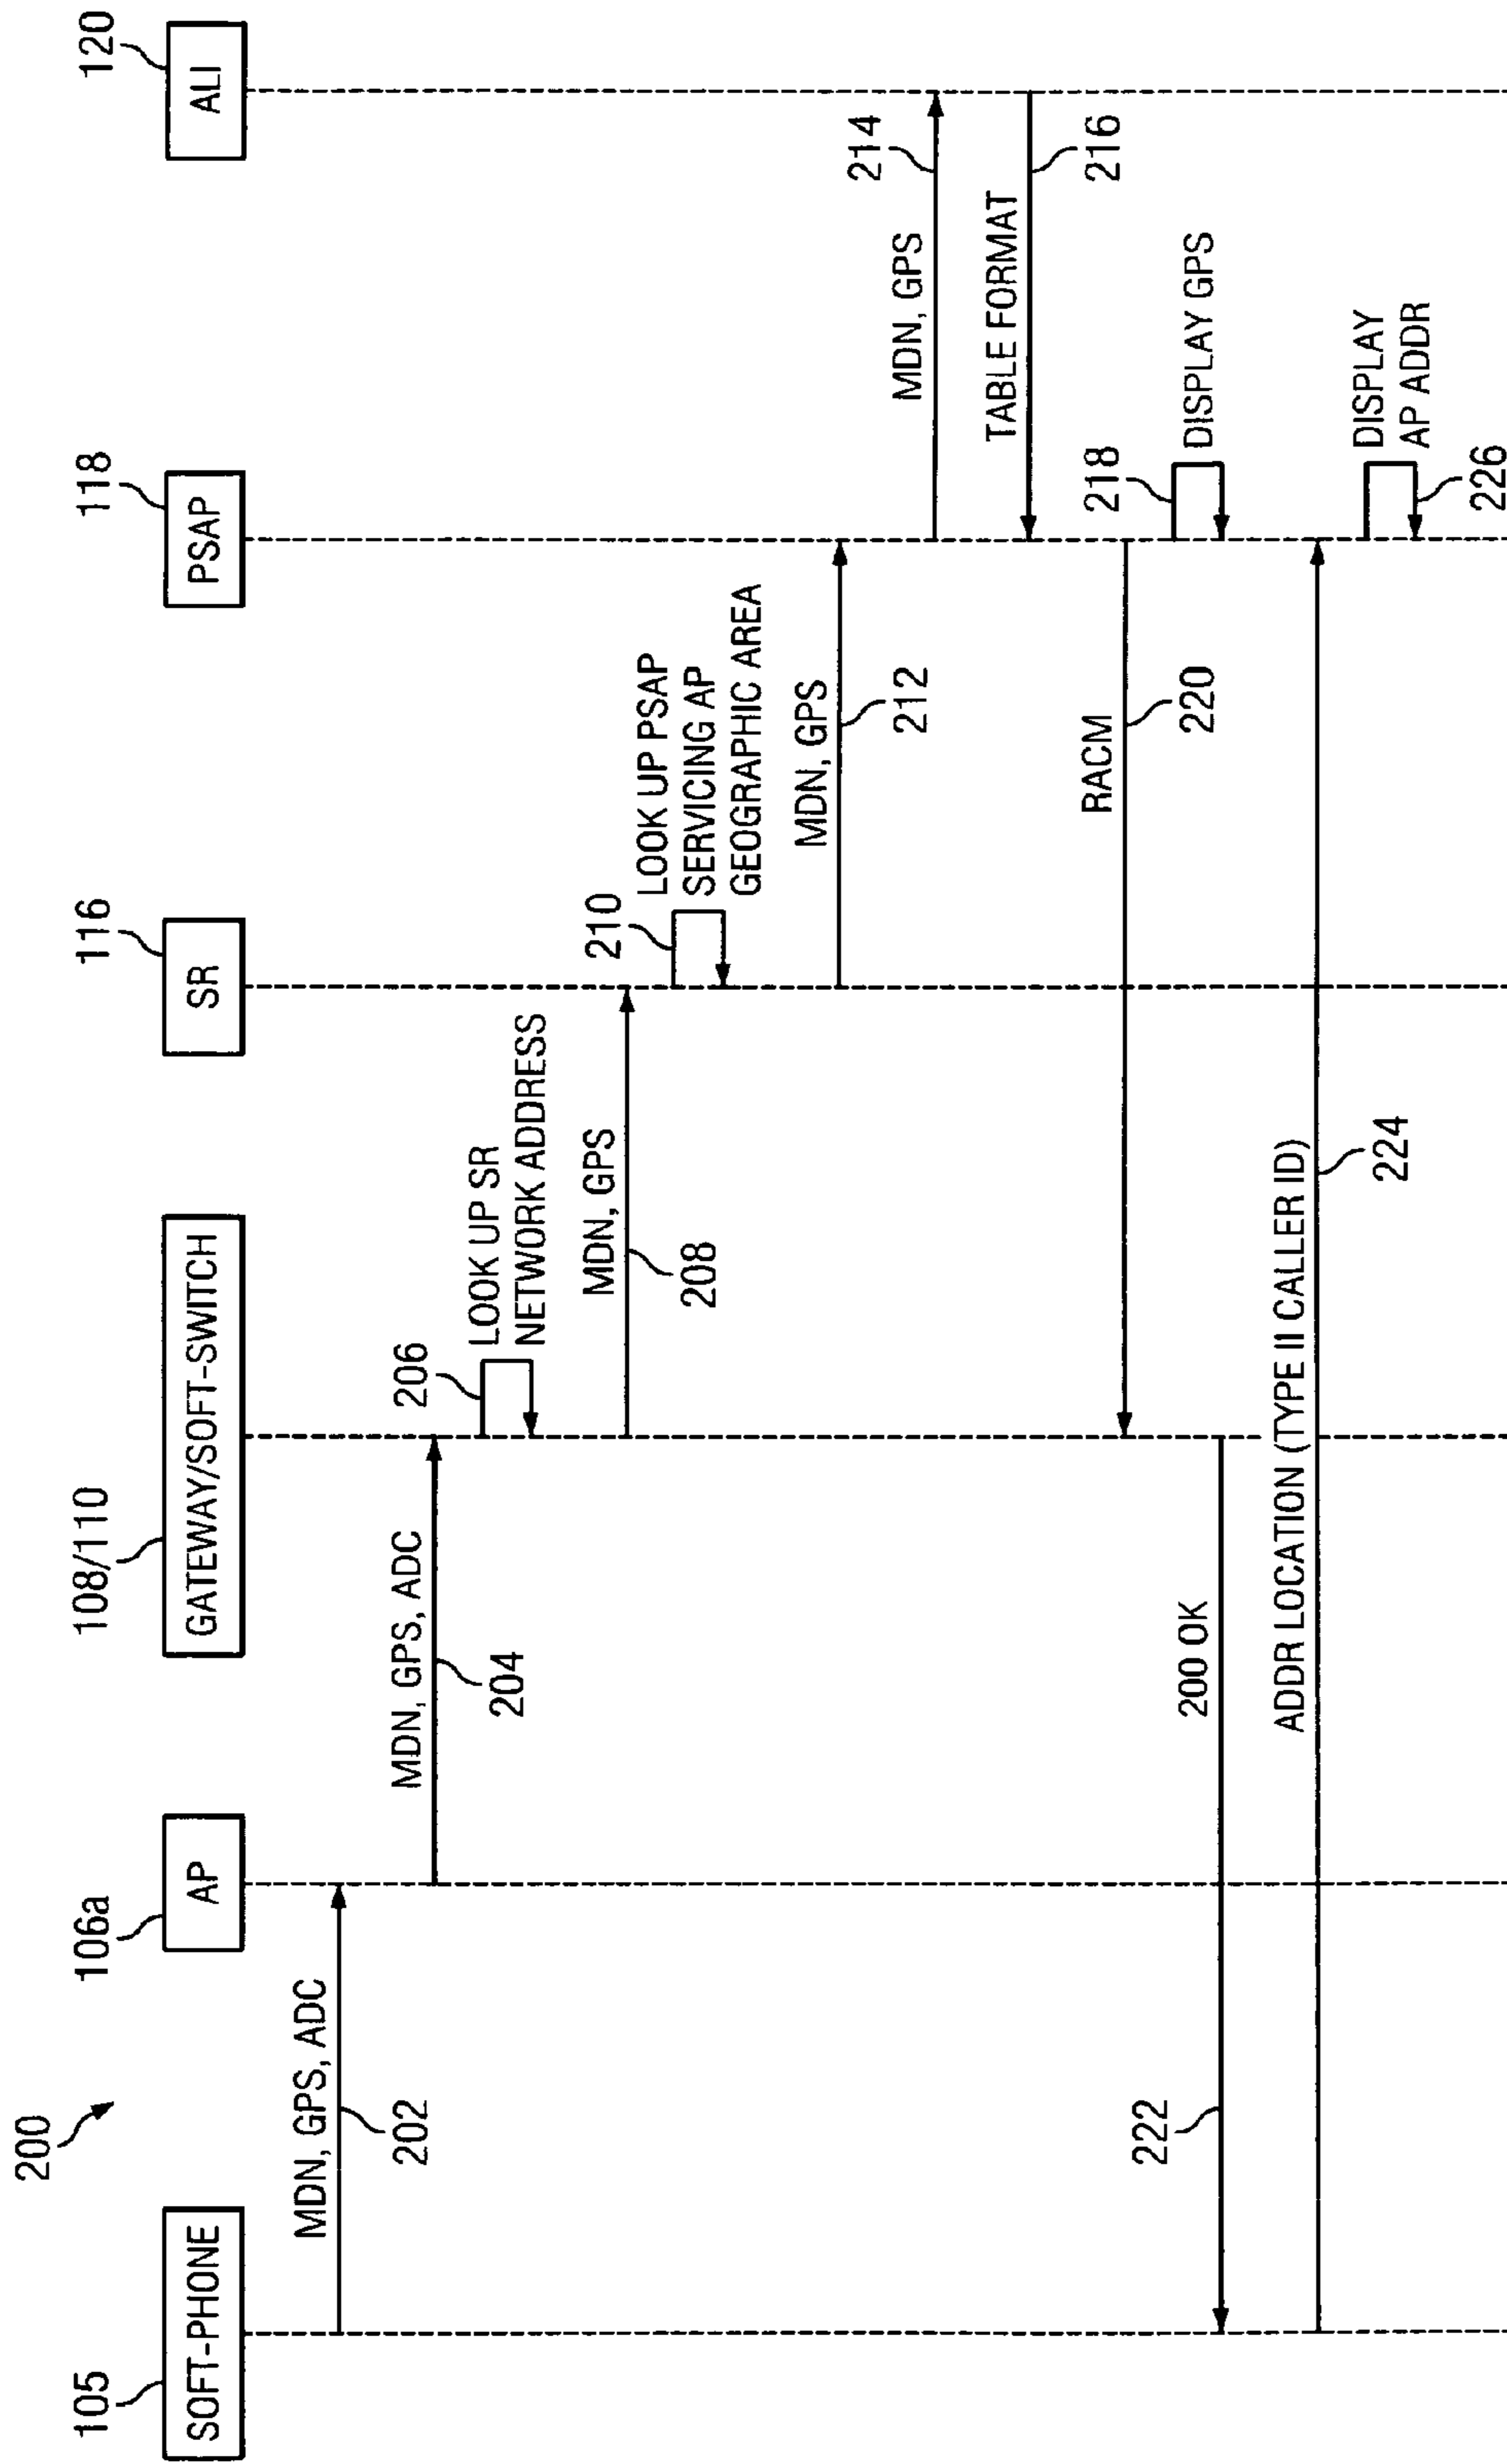 200
105
SOFT-PHONE
106a
AP
108/110
GATEWAY/SOFT-SWITCH
116
SR
118
PSAP
120
ALI
MDN, GPS, ADC
202
MDN, GPS, ADC
204
206
LOOK UP SR
NETWORK ADDRESS
MDN, GPS
208
210
LOOK UP PSAP
SERVICING AP
GEOGRAPHIC AREA
MDN, GPS
212
MDN, GPS
214
TABLE FORMAT
216
RACM
220
218
DISPLAY GPS
222
200 OK
ADDR LOCATION (TYPE II CALLER ID)
224
DISPLAY
AP ADDR
226